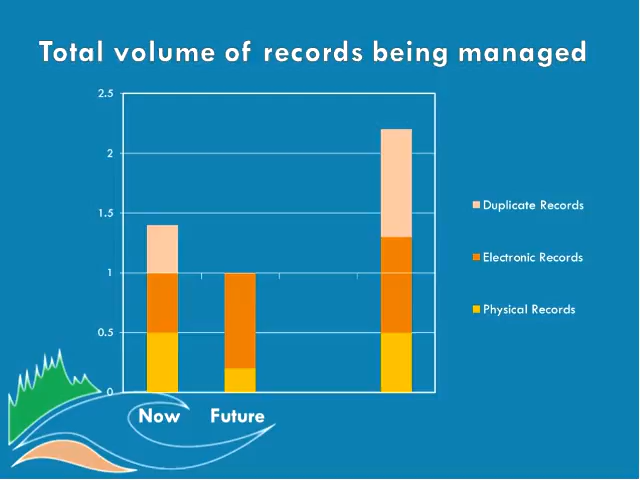 Total volume of records being managed
2.5
2
1.5
1
0.5
0
Now Future
Duplicate Records
Electronic Records
Physical Records